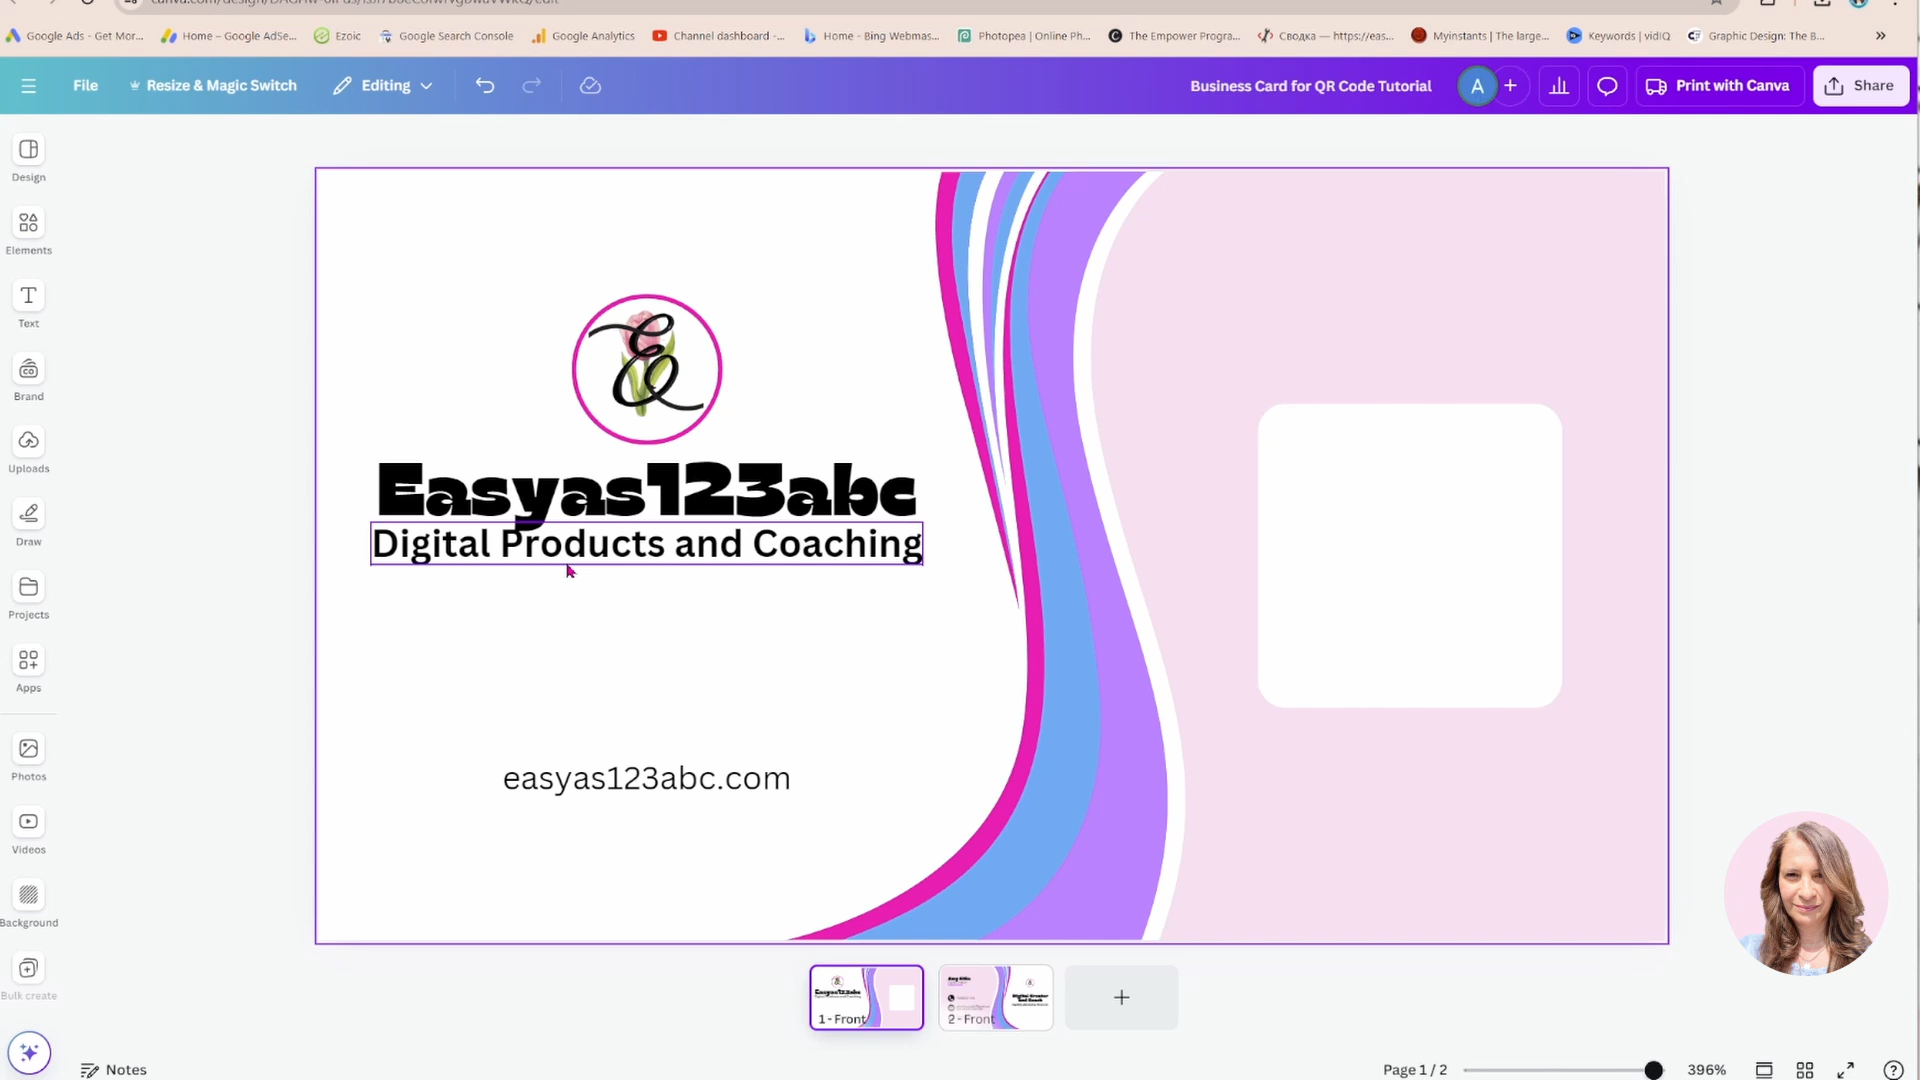 Google Ads - Get Mor...
Home – Google AdSe...
Ezoic
Google Search Console
Google Analytics
Channel dashboard -...
Home - Bing Webmas...
Photopea | Online Ph...
The Empower Progra...
Сводка — https://eas...
Myinstants | The large...
Keywords | vidIQ
Graphic Design: The B...
File
Resize & Magic Switch
Editing
Business Card for QR Code Tutorial
A
Print with Canva
Share
Design
Elements
Text
Brand
Uploads
Draw
Projects
Apps
Photos
Videos
Background
Bulk create
Easyas123abc
Digital Products and Coaching
easyas123abc.com
1 - Front
2 - Front
Notes
Page 1 / 2
396%